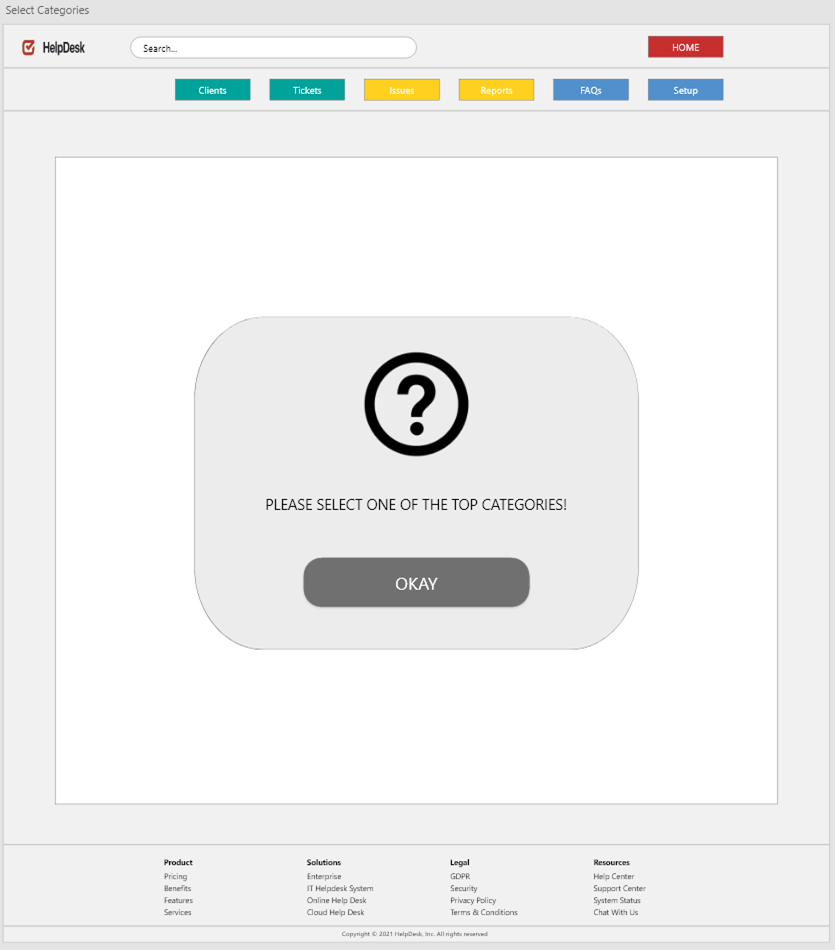 Select Categories
HelpDesk
Search...
HOME
Clients
Tickets
Issues
Reports
FAQs
Setup
PLEASE SELECT ONE OF THE TOP CATEGORIES!
OKAY
Product
Pricing
Benefits
Features
Services
Solutions
Enterprise
IT Helpdesk System
Online Help Desk
Cloud Help Desk
Legal
GDPR
Security
Privacy Policy
Terms & Conditions
Resources
Help Center
Support Center
System Status
Chat With Us
Copyright © 2021 HelpDesk, Inc. All rights reserved